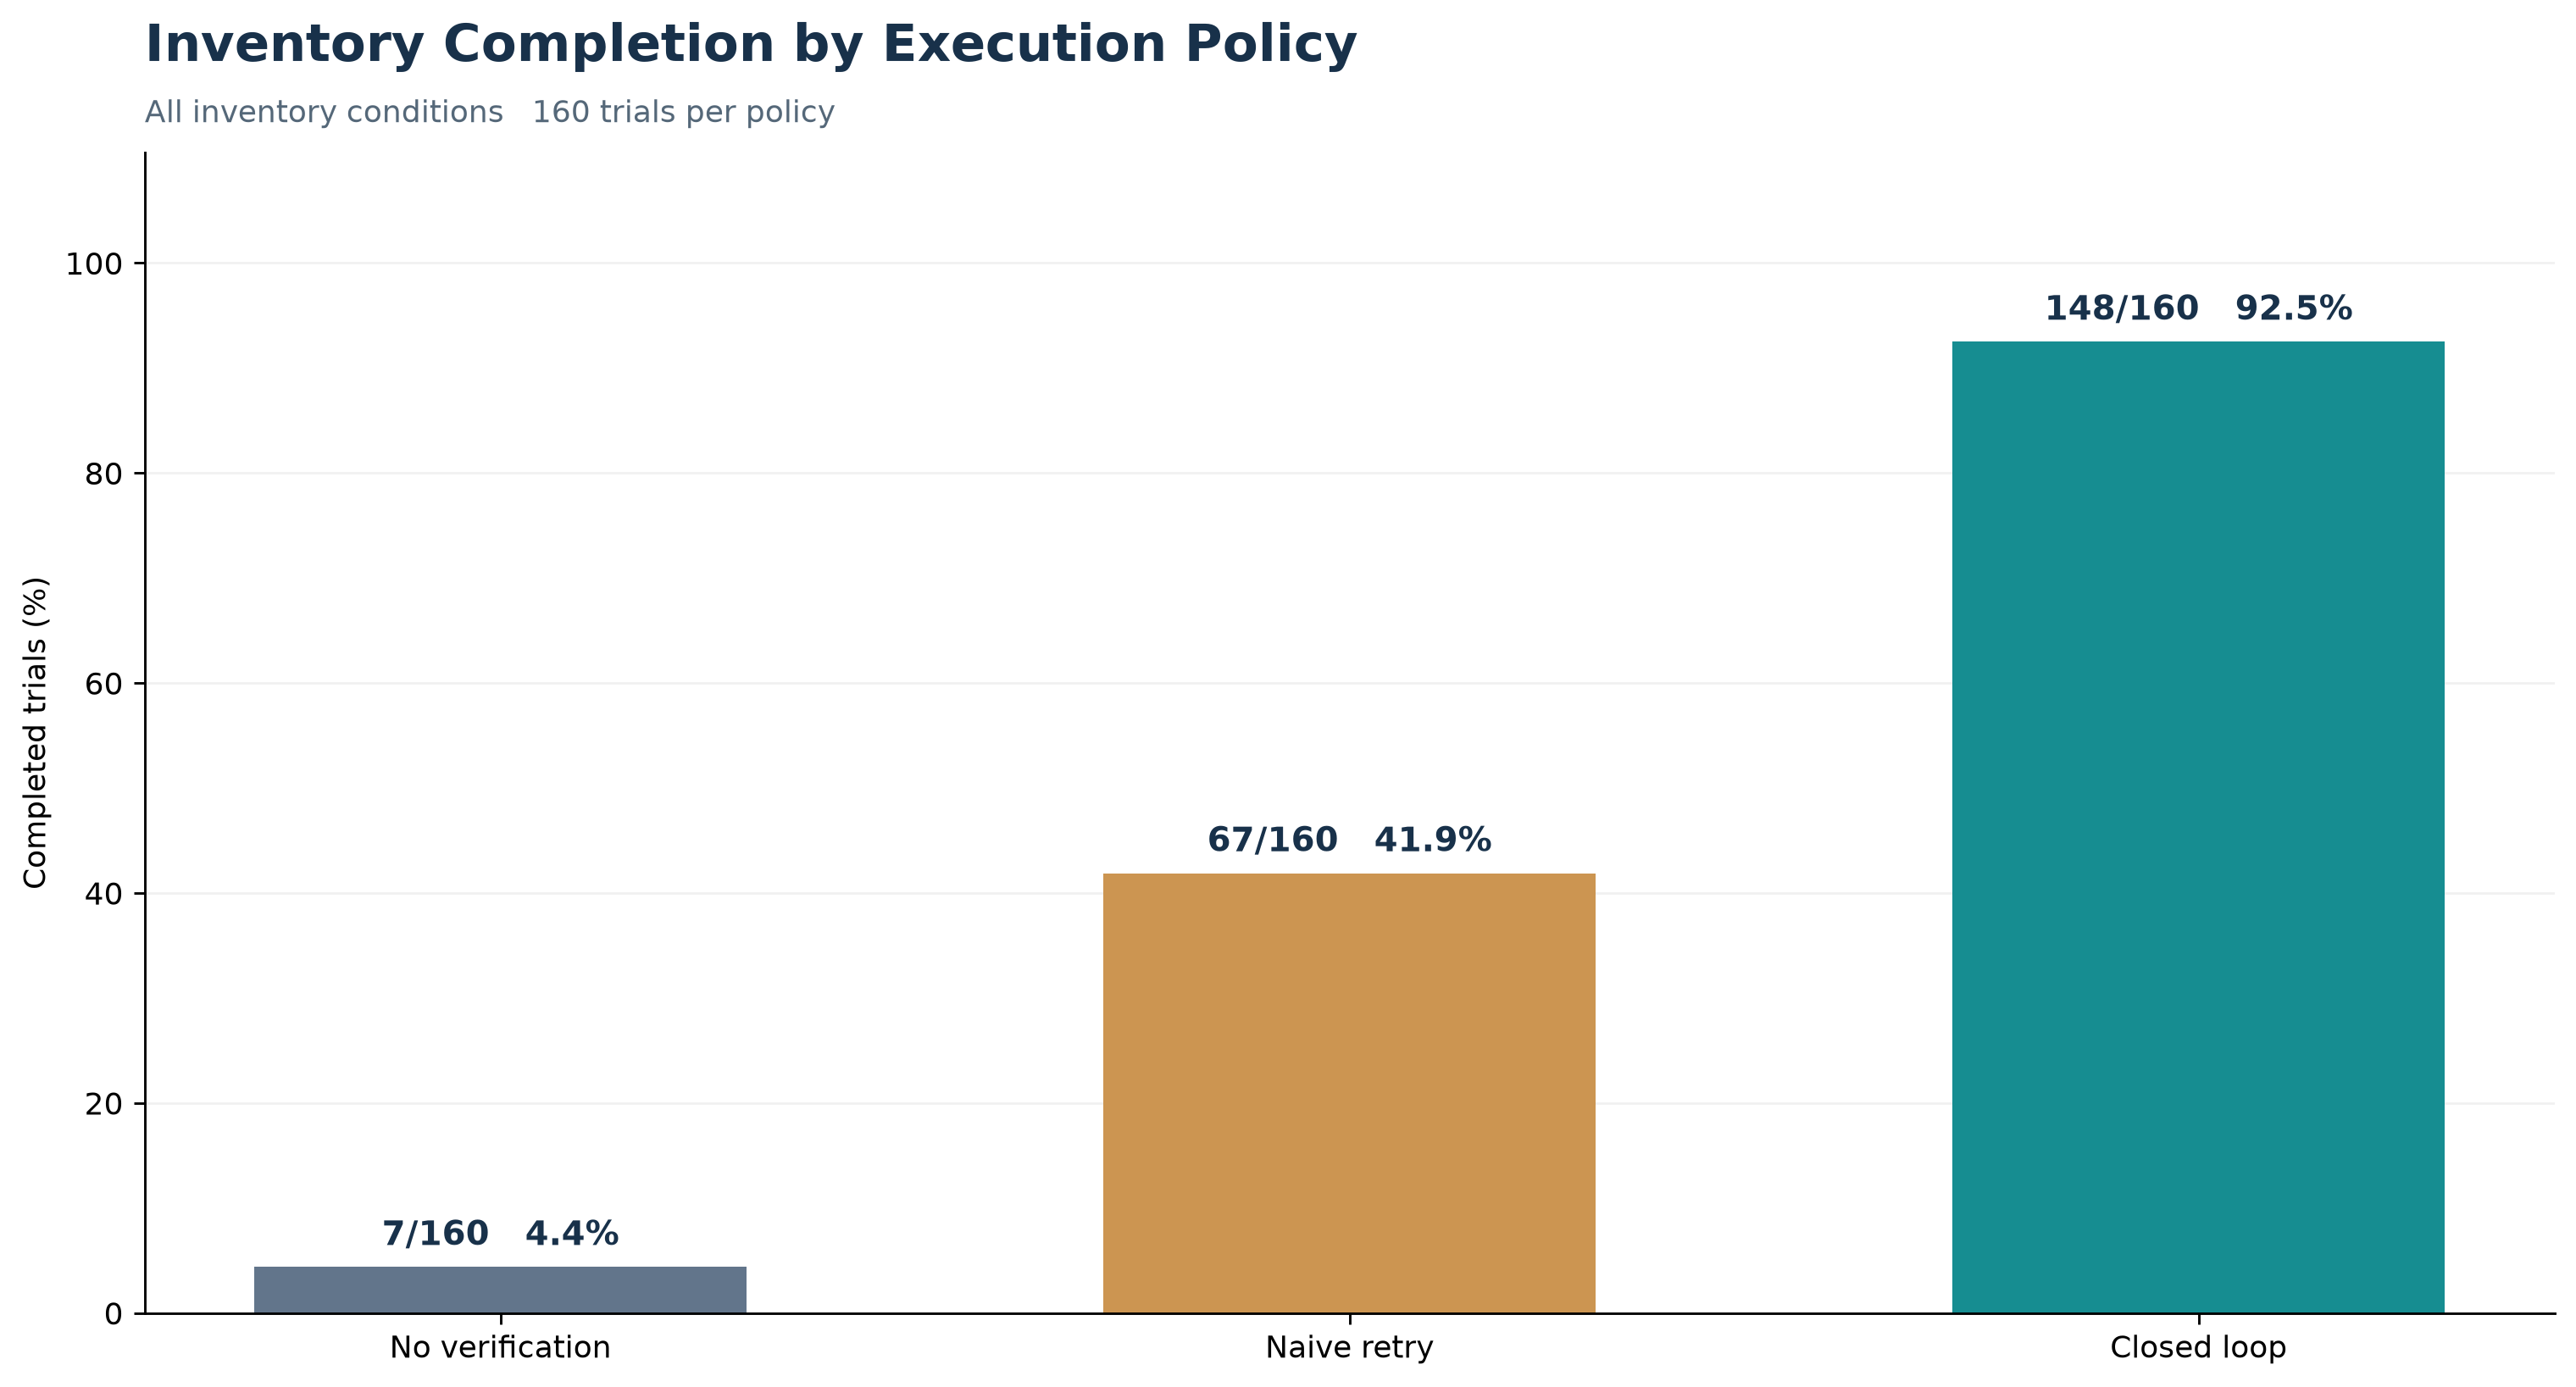 Inventory Completion by Execution Policy
All inventory conditions   160 trials per policy
Completed trials (%)
100
80
60
40
20
0
7/160   4.4%
67/160   41.9%
148/160   92.5%
No verification
Naive retry
Closed loop